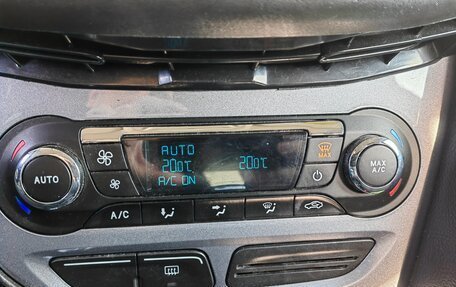 AUTO
20.0°C 20.0°C
A/C ON
MAX
AUTO
MAX A/C
A/C